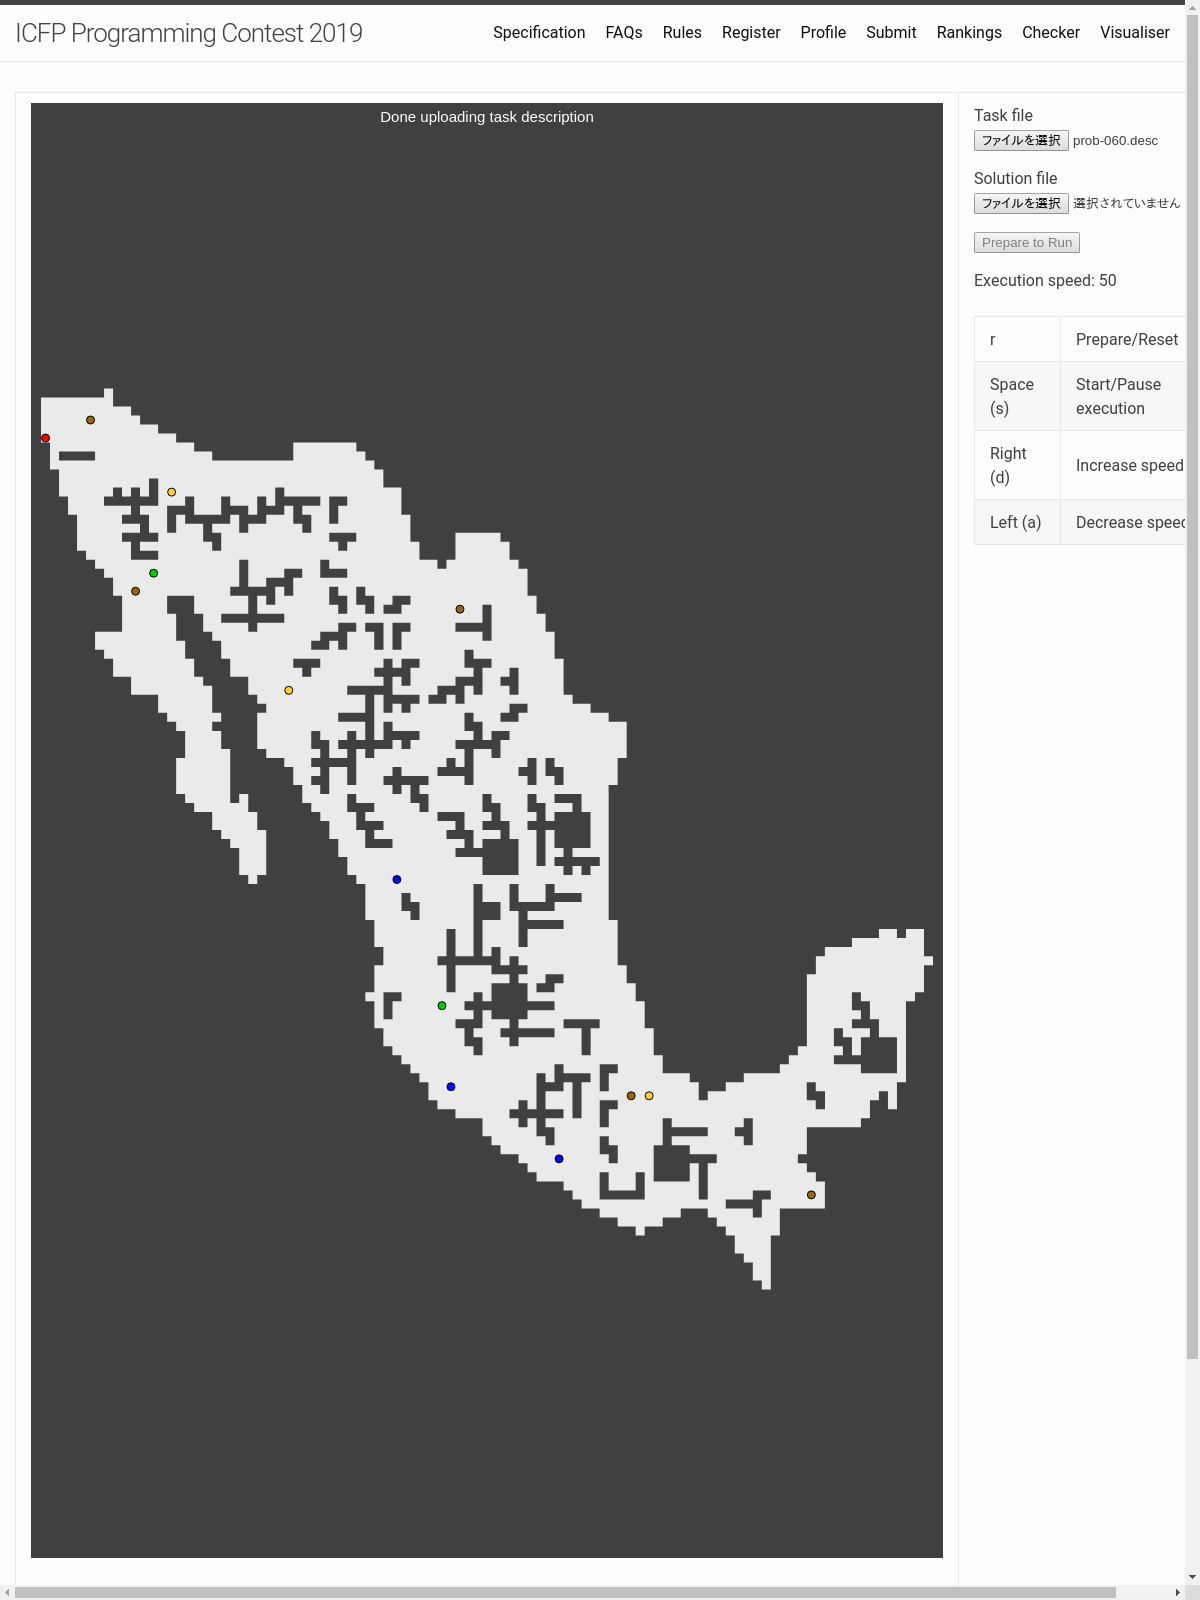 ICFP Programming Contest 2019
Specification FAQs Rules Register Profile Submit Rankings Checker Visualiser
Done uploading task description
Task file
ファイルを選択 prob-060.desc
Solution file
ファイルを選択 選択されていません
Prepare to Run
Execution speed: 50
r Prepare/Reset
Space (s) Start/Pause execution
Right (d) Increase speed
Left (a) Decrease speed